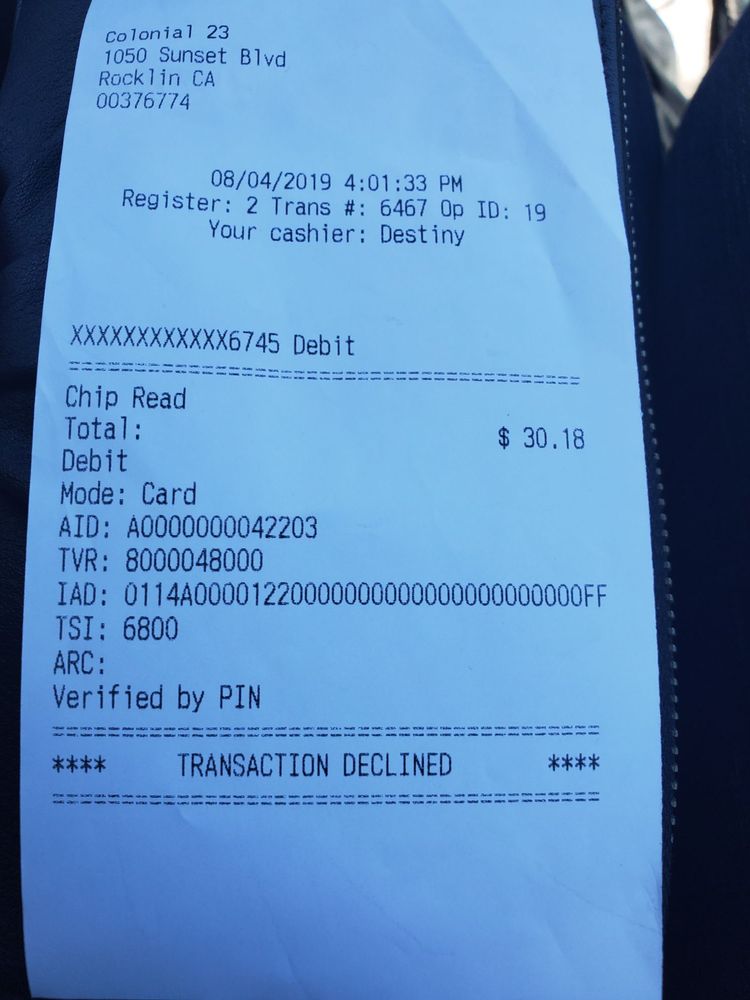 Colonial 23
1050 Sunset Blvd
Rocklin CA
00376774
08/04/2019 4:01:33 PM
Register: 2 Trans #: 6467 Op ID: 19
Your cashier: Destiny
XXXXXXXXXXXX6745 Debit
Chip Read
Total: $ 30.18
Debit
Mode: Card
AID: A0000000042203
TVR: 8000048000
IAD: 0114A00001220000000000000000000000FF
TSI: 6800
ARC:
Verified by PIN
**** TRANSACTION DECLINED ****